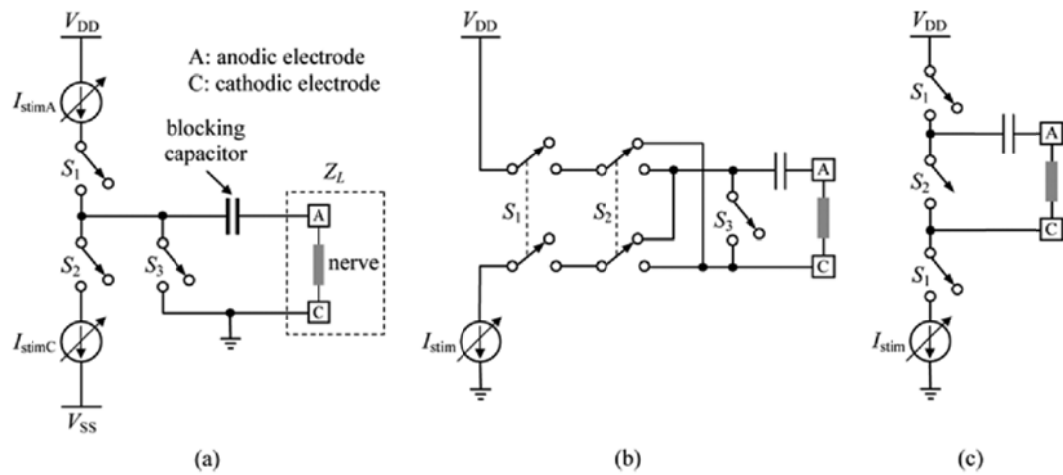 V_DD
I_stimA
S_1
S_2
I_stimC
V_SS
A: anodic electrode
C: cathodic electrode
blocking
capacitor
Z_L
S_3
A
nerve
C
(a)
V_DD
S_1
S_2
S_3
A
C
I_stim
(b)
V_DD
S_1
A
S_2
C
S_1
I_stim
(c)